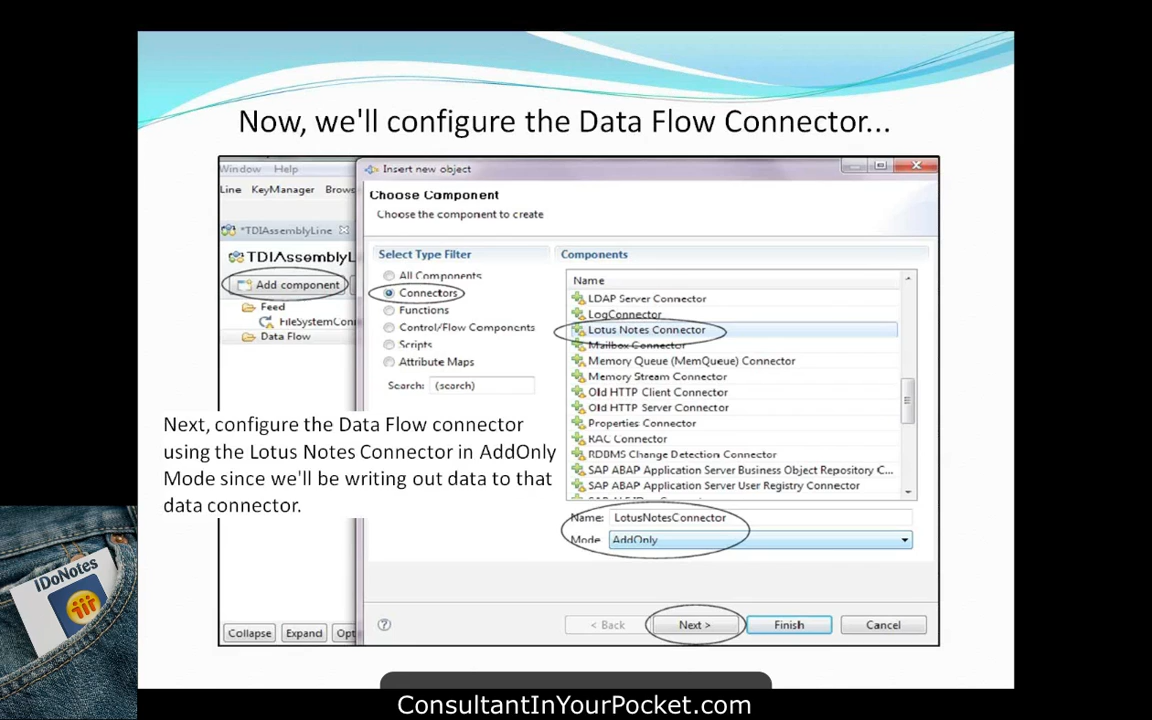 Now, we'll configure the Data Flow Connector...
Window Help
Insert new object
Line KeyManager Brows
Choose Component
Choose the component to create
*TDIAssemblyLine
TDIAssemblyL
Add component
Feed
FileSystemConn
Data Flow
Select Type Filter
All Components
Connectors
Functions
Control/Flow Components
Scripts
Attribute Maps
Search: (search)
Components
Name
LDAP Server Connector
LogConnector
Lotus Notes Connector
Mailbox Connector
Memory Queue (MemQueue) Connector
Memory Stream Connector
Old HTTP Client Connector
Old HTTP Server Connector
Properties Connector
RAC Connector
RDBMS Change Detection Connector
SAP ABAP Application Server Business Object Repository C...
SAP ABAP Application Server User Registry Connector
Next, configure the Data Flow connector
using the Lotus Notes Connector in AddOnly
Mode since we'll be writing out data to that
data connector.
Name: LotusNotesConnector
Mode: AddOnly
Collapse Expand Opt
< Back Next > Finish Cancel
IDoNotes
ConsultantInYourPocket.com